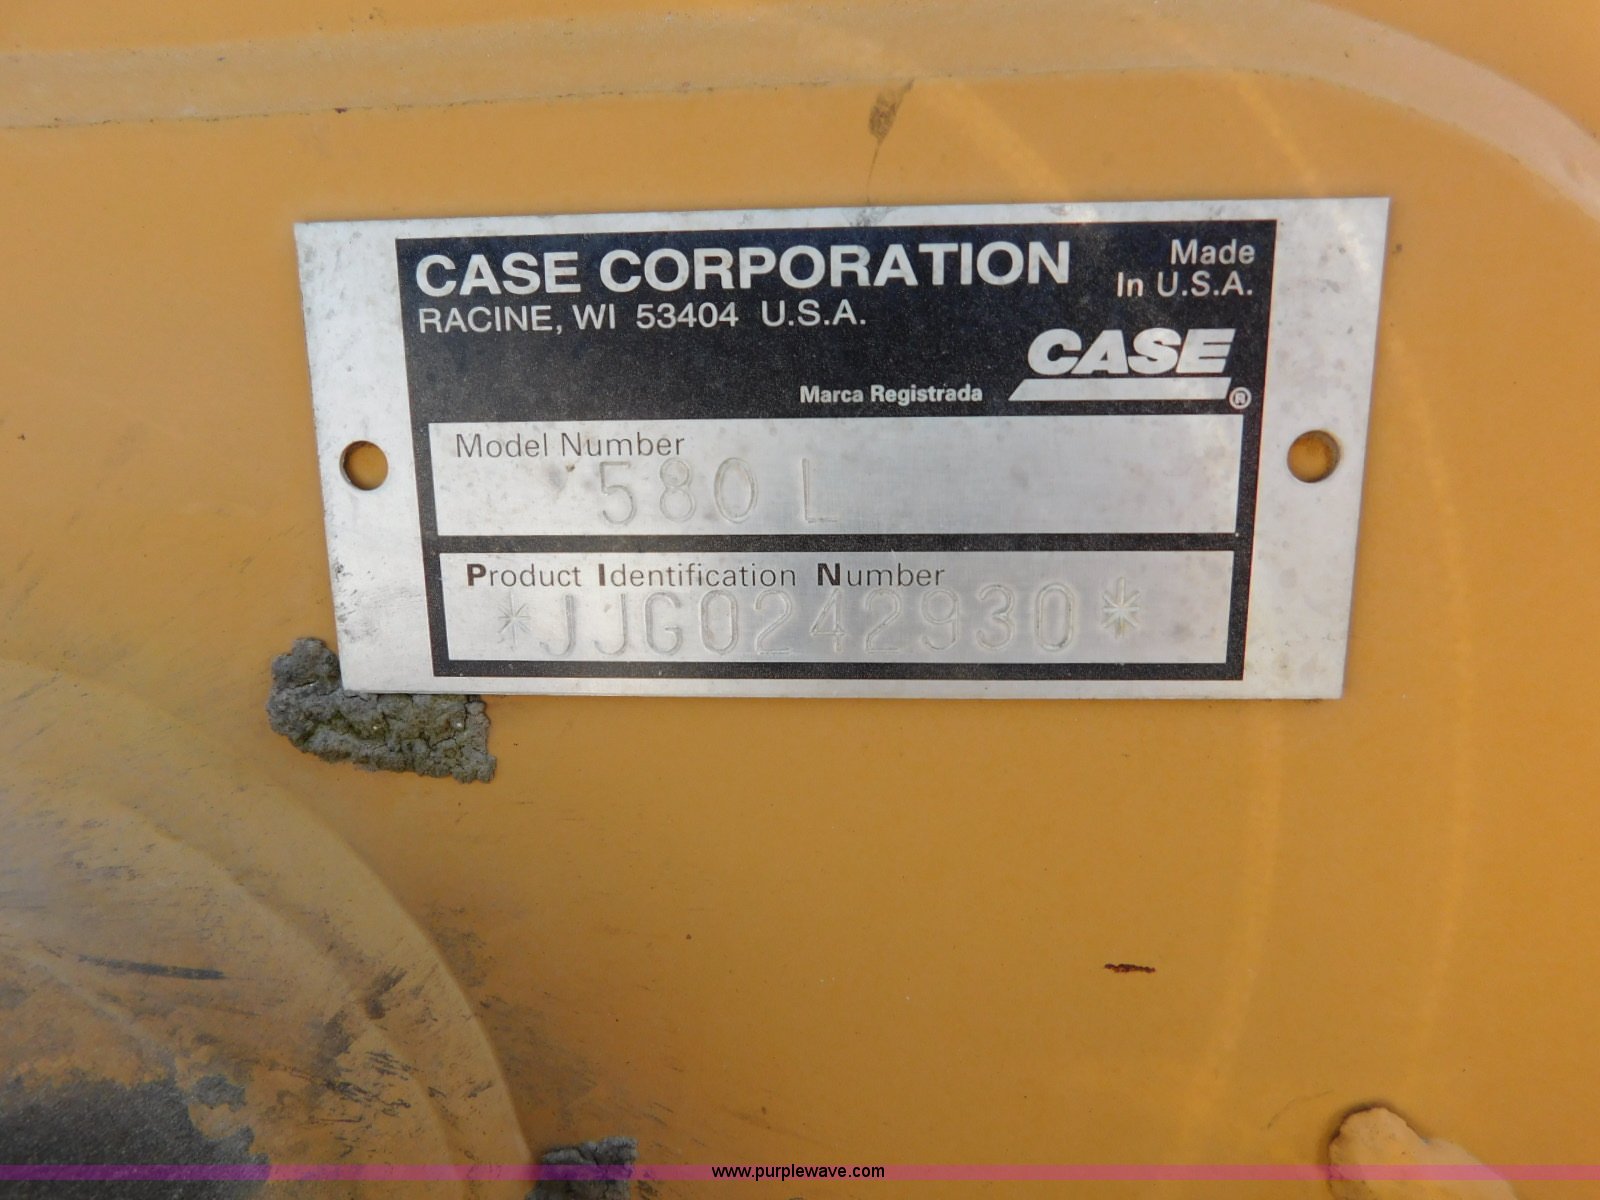 CASE CORPORATION
RACINE, WI 53404 U.S.A.
Made
In U.S.A.
CASE
®
Marca Registrada
Model Number
580 L
Product Identification Number
*JJG0242930*
www.purplewave.com